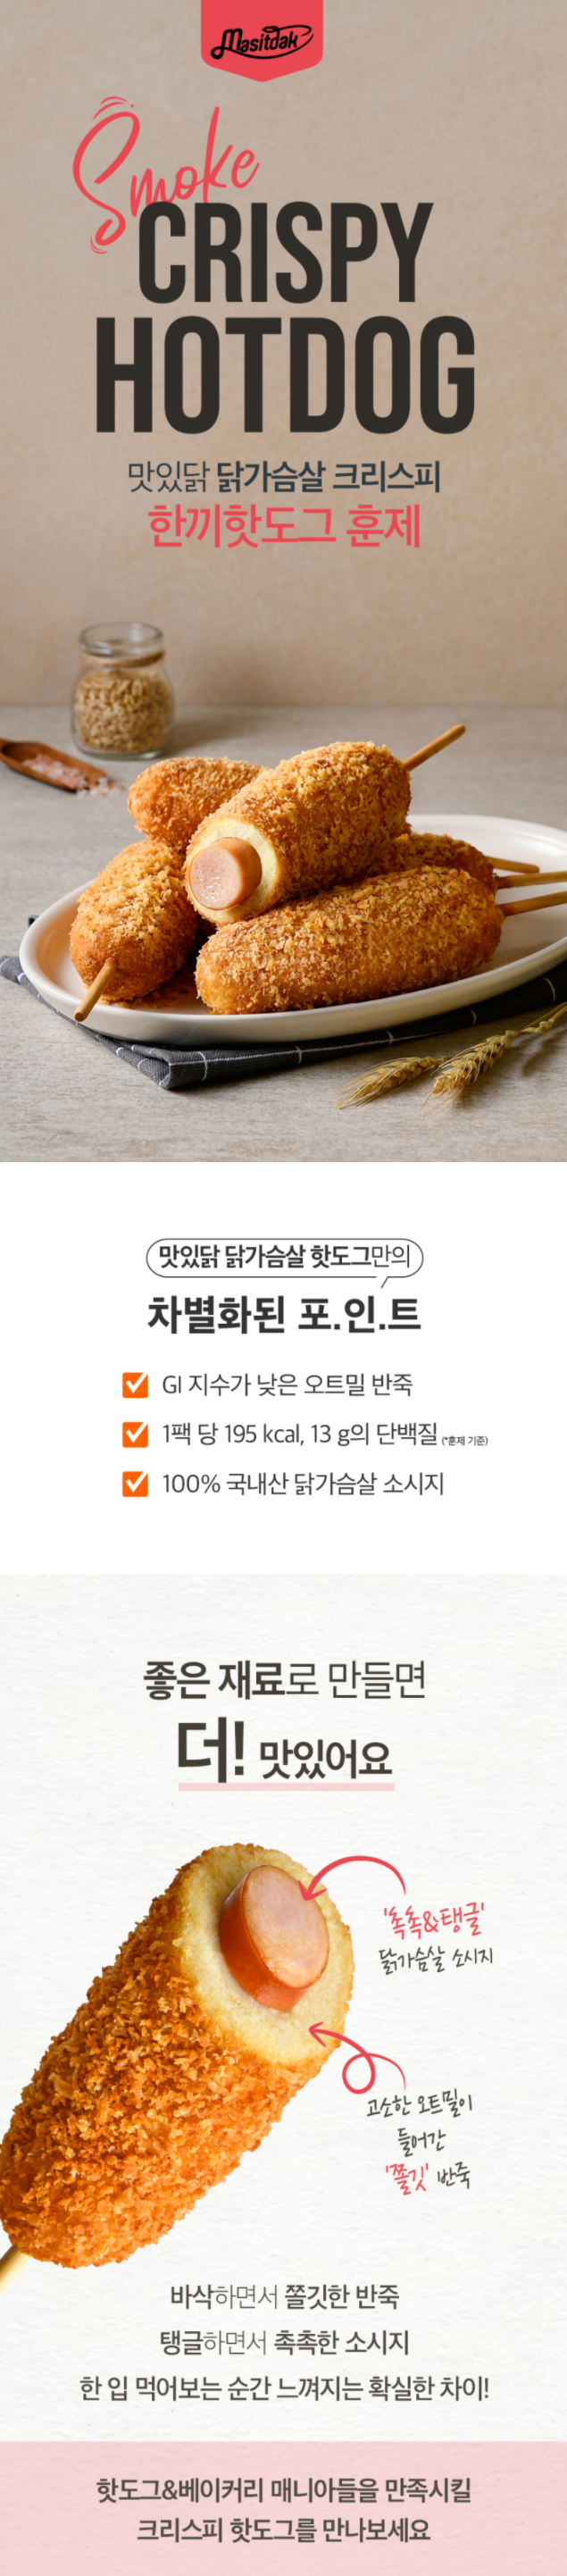 Masitdak
Smoke
CRISPY
HOTDOG
맛있닭 닭가슴살 크리스피
한끼핫도그 훈제
맛있닭 닭가슴살 핫도그만의
차별화된 포.인.트
GI 지수가 낮은 오트밀 반죽
1팩 당 195 kcal, 13 g의 단백질 (*훈제 기준)
100% 국내산 닭가슴살 소시지
좋은 재료로 만들면
더! 맛있어요
'촉촉&탱글'
닭가슴살 소시지
고소한 오트밀이
들어간
'쫄깃' 반죽
바삭하면서 쫄깃한 반죽
탱글하면서 촉촉한 소시지
한 입 먹어보는 순간 느껴지는 확실한 차이!
핫도그&베이커리 매니아들을 만족시킬
크리스피 핫도그를 만나보세요